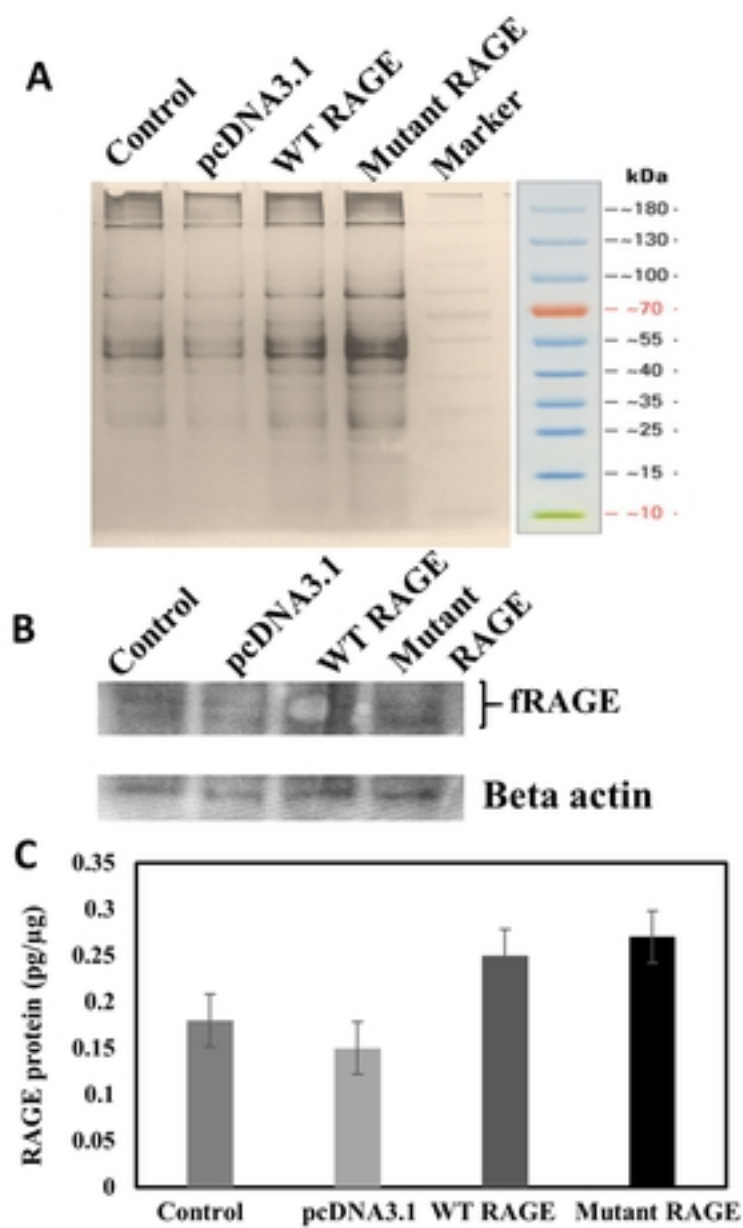 A
Control
pcDNA3.1
WT RAGE
Mutant RAGE
Marker
kDa
~180
~130
~100
~70
~55
~40
~35
~25
~15
~10
B
Control
pcDNA3.1
WT RAGE
Mutant
RAGE
fRAGE
Beta actin
C
RAGE protein (pg/µg)
0.35
0.3
0.25
0.2
0.15
0.1
0.05
0
Control pcDNA3.1 WT RAGE Mutant RAGE